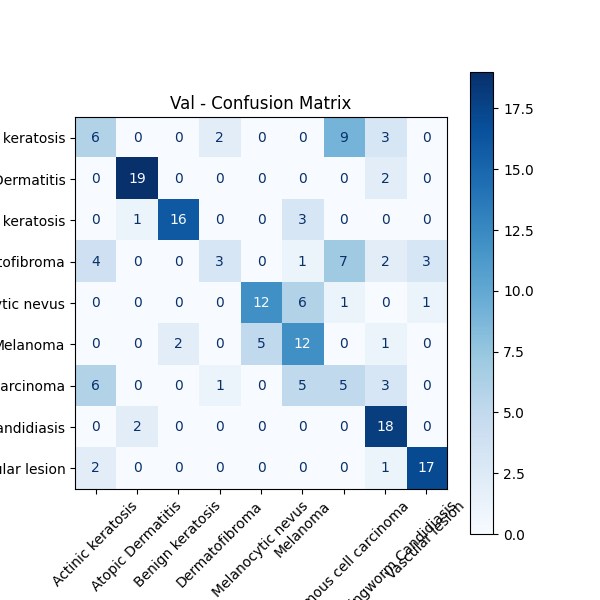 Val - Confusion Matrix
keratosis 6 0 0 2 0 0 9 3 0
Dermatitis 0 19 0 0 0 0 0 2 0
keratosis 0 1 16 0 0 3 0 0 0
tofibroma 4 0 0 3 0 1 7 2 3
ytic nevus 0 0 0 0 12 6 1 0 1
Melanoma 0 0 2 0 5 12 0 1 0
arcinoma 6 0 0 1 0 5 5 3 0
andidiasis 0 2 0 0 0 0 0 18 0
ular lesion 2 0 0 0 0 0 0 1 17
Actinic keratosis
Atopic Dermatitis
Benign keratosis
Dermatofibroma
Melanocytic nevus
Melanoma
mous cell carcinoma
ngworm Candidiasis
Vascular lesion
17.5
15.0
12.5
10.0
7.5
5.0
2.5
0.0